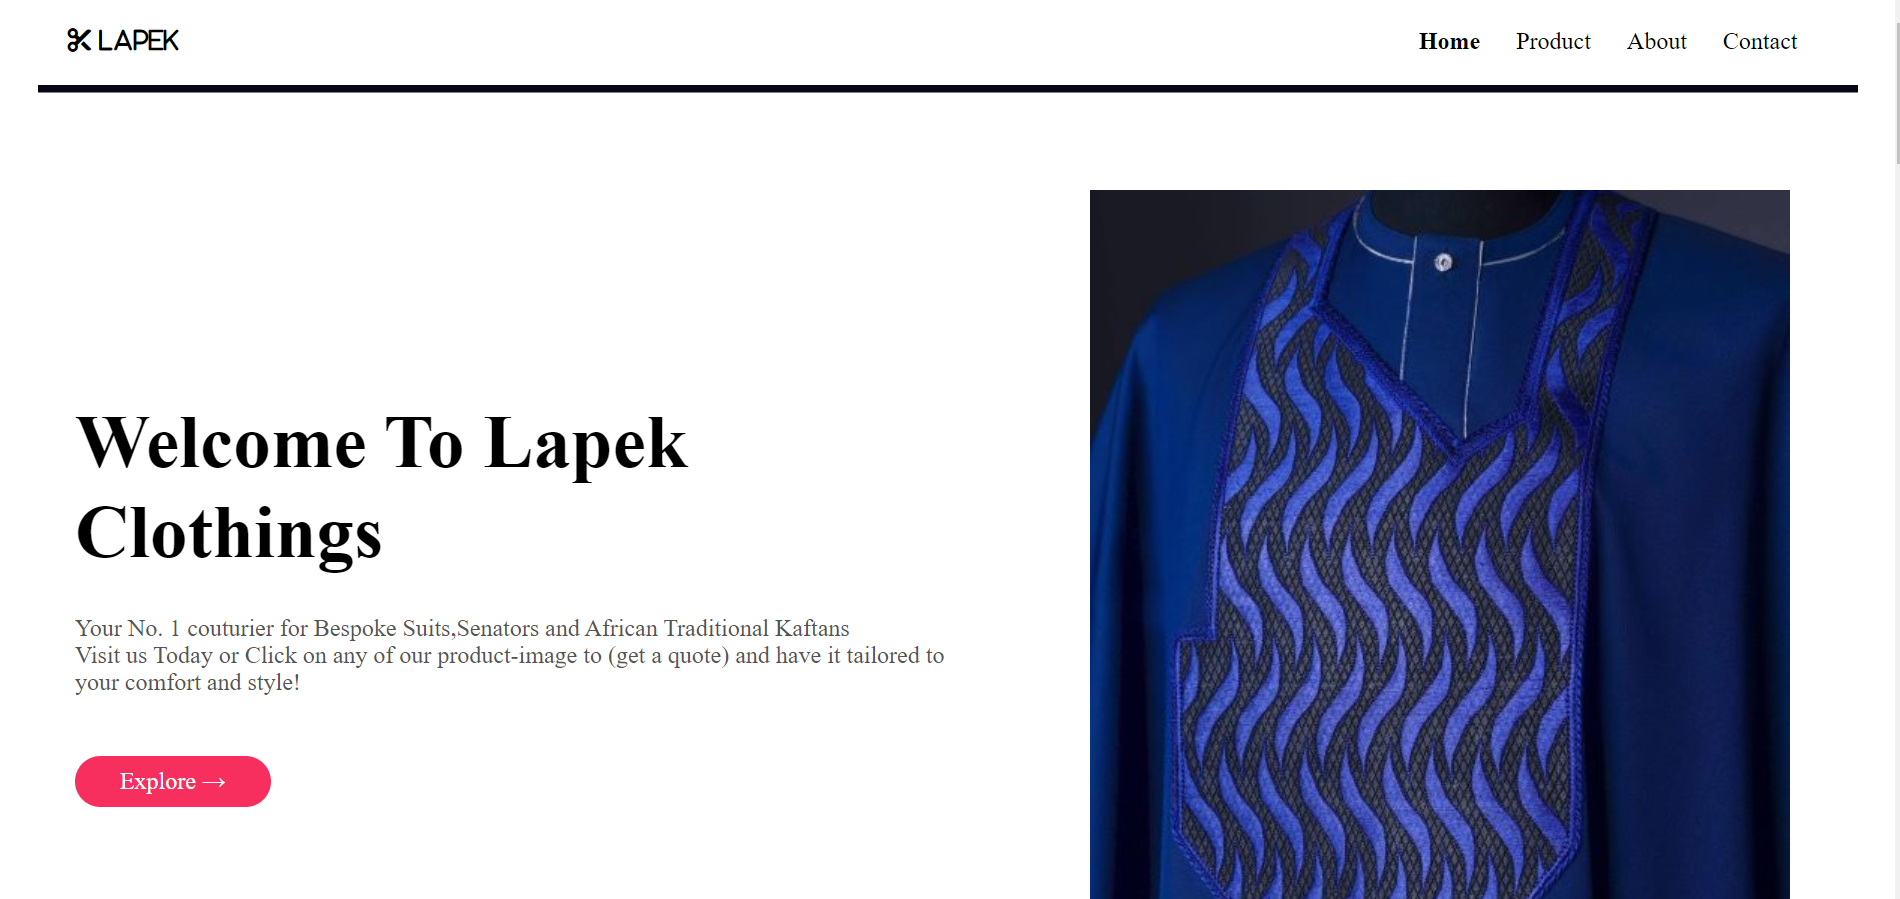 LAPEK
Home Product About Contact
Welcome To Lapek
Clothings
Your No. 1 couturier for Bespoke Suits,Senators and African Traditional Kaftans
Visit us Today or Click on any of our product-image to (get a quote) and have it tailored to
your comfort and style!
Explore →